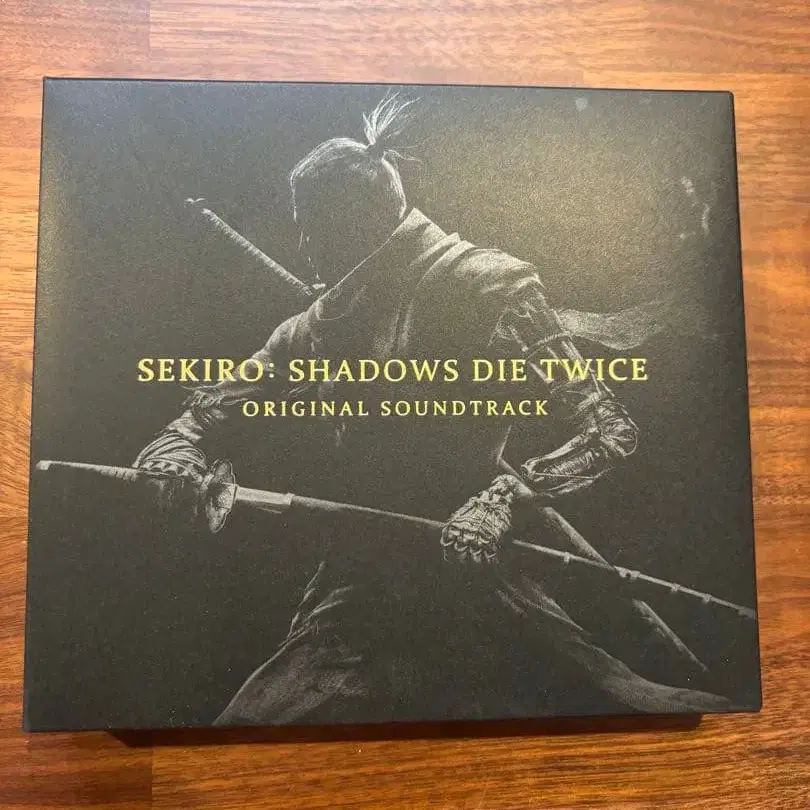 SEKIRO: SHADOWS DIE TWICE
ORIGINAL SOUNDTRACK